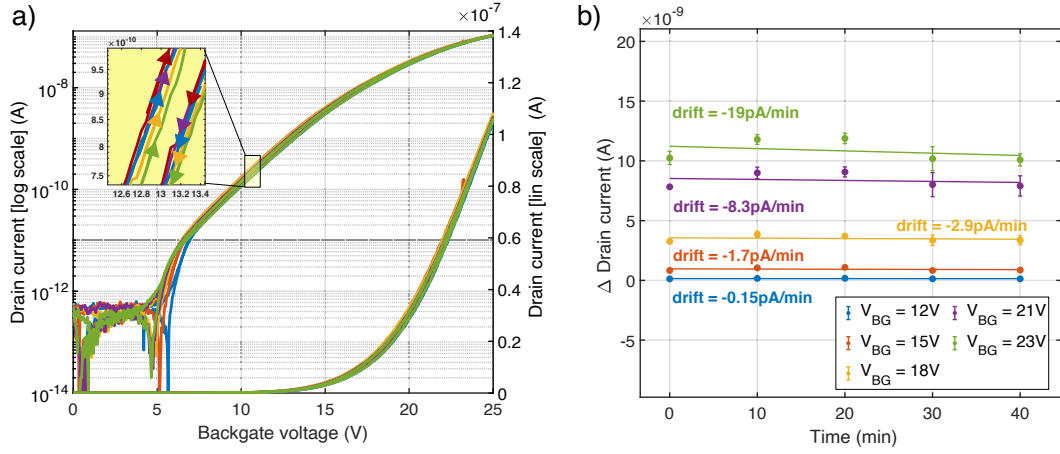 a)
×10⁻⁷
Drain current [log scale] (A)
10⁻⁸
10⁻¹⁰
10⁻¹²
10⁻¹⁴
×10⁻¹⁰
9.5
9
8.5
8
7.5
12.6 12.8 13 13.2 13.4
1.4
1.2
1
0.8
0.6
0.4
0.2
0
Drain current [lin scale] (A)
0 5 10 15 20 25
Backgate voltage (V)
b)
×10⁻⁹
20
15
10
5
0
-5
Δ Drain current (A)
drift = -19pA/min
drift = -8.3pA/min
drift = -2.9pA/min
drift = -1.7pA/min
drift = -0.15pA/min
V_BG = 12V V_BG = 21V
V_BG = 15V V_BG = 23V
V_BG = 18V
0 10 20 30 40
Time (min)